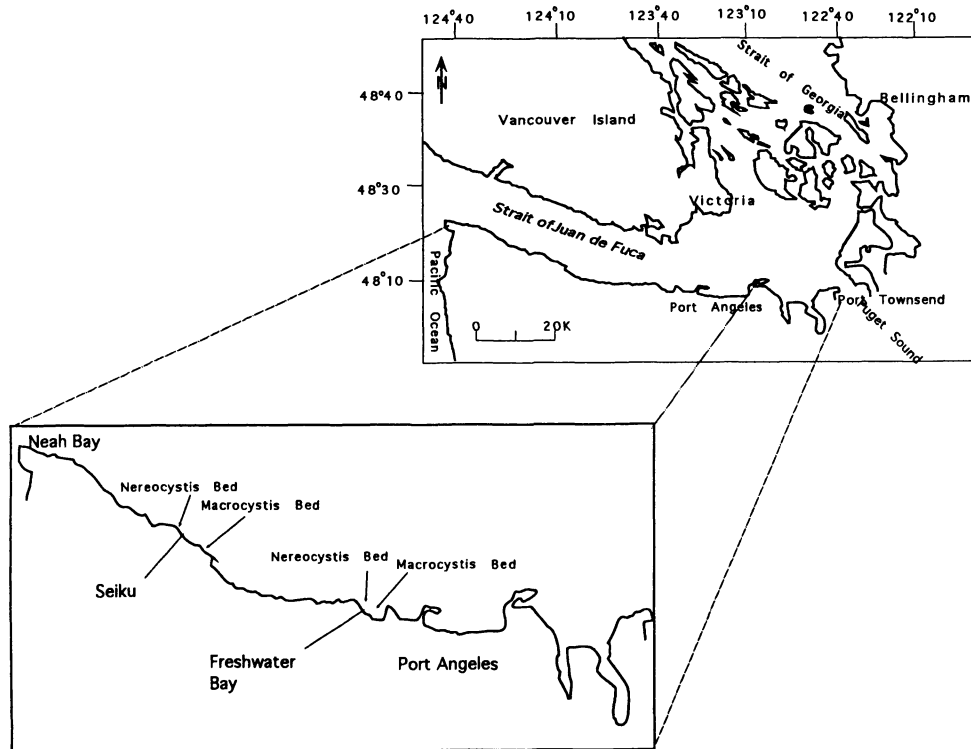 124°40 124°10 123°40 123°10 122°40 122°10
N
48°40
48°30
48°10
Strait of Georgia
Bellingham
Vancouver Island
Victoria
Strait of Juan de Fuca
Pacific Ocean
Port Angeles
Port Townsend
Puget Sound
0 20K
Neah Bay
Nereocystis Bed
Macrocystis Bed
Seiku
Nereocystis Bed
Macrocystis Bed
Freshwater
Bay
Port Angeles